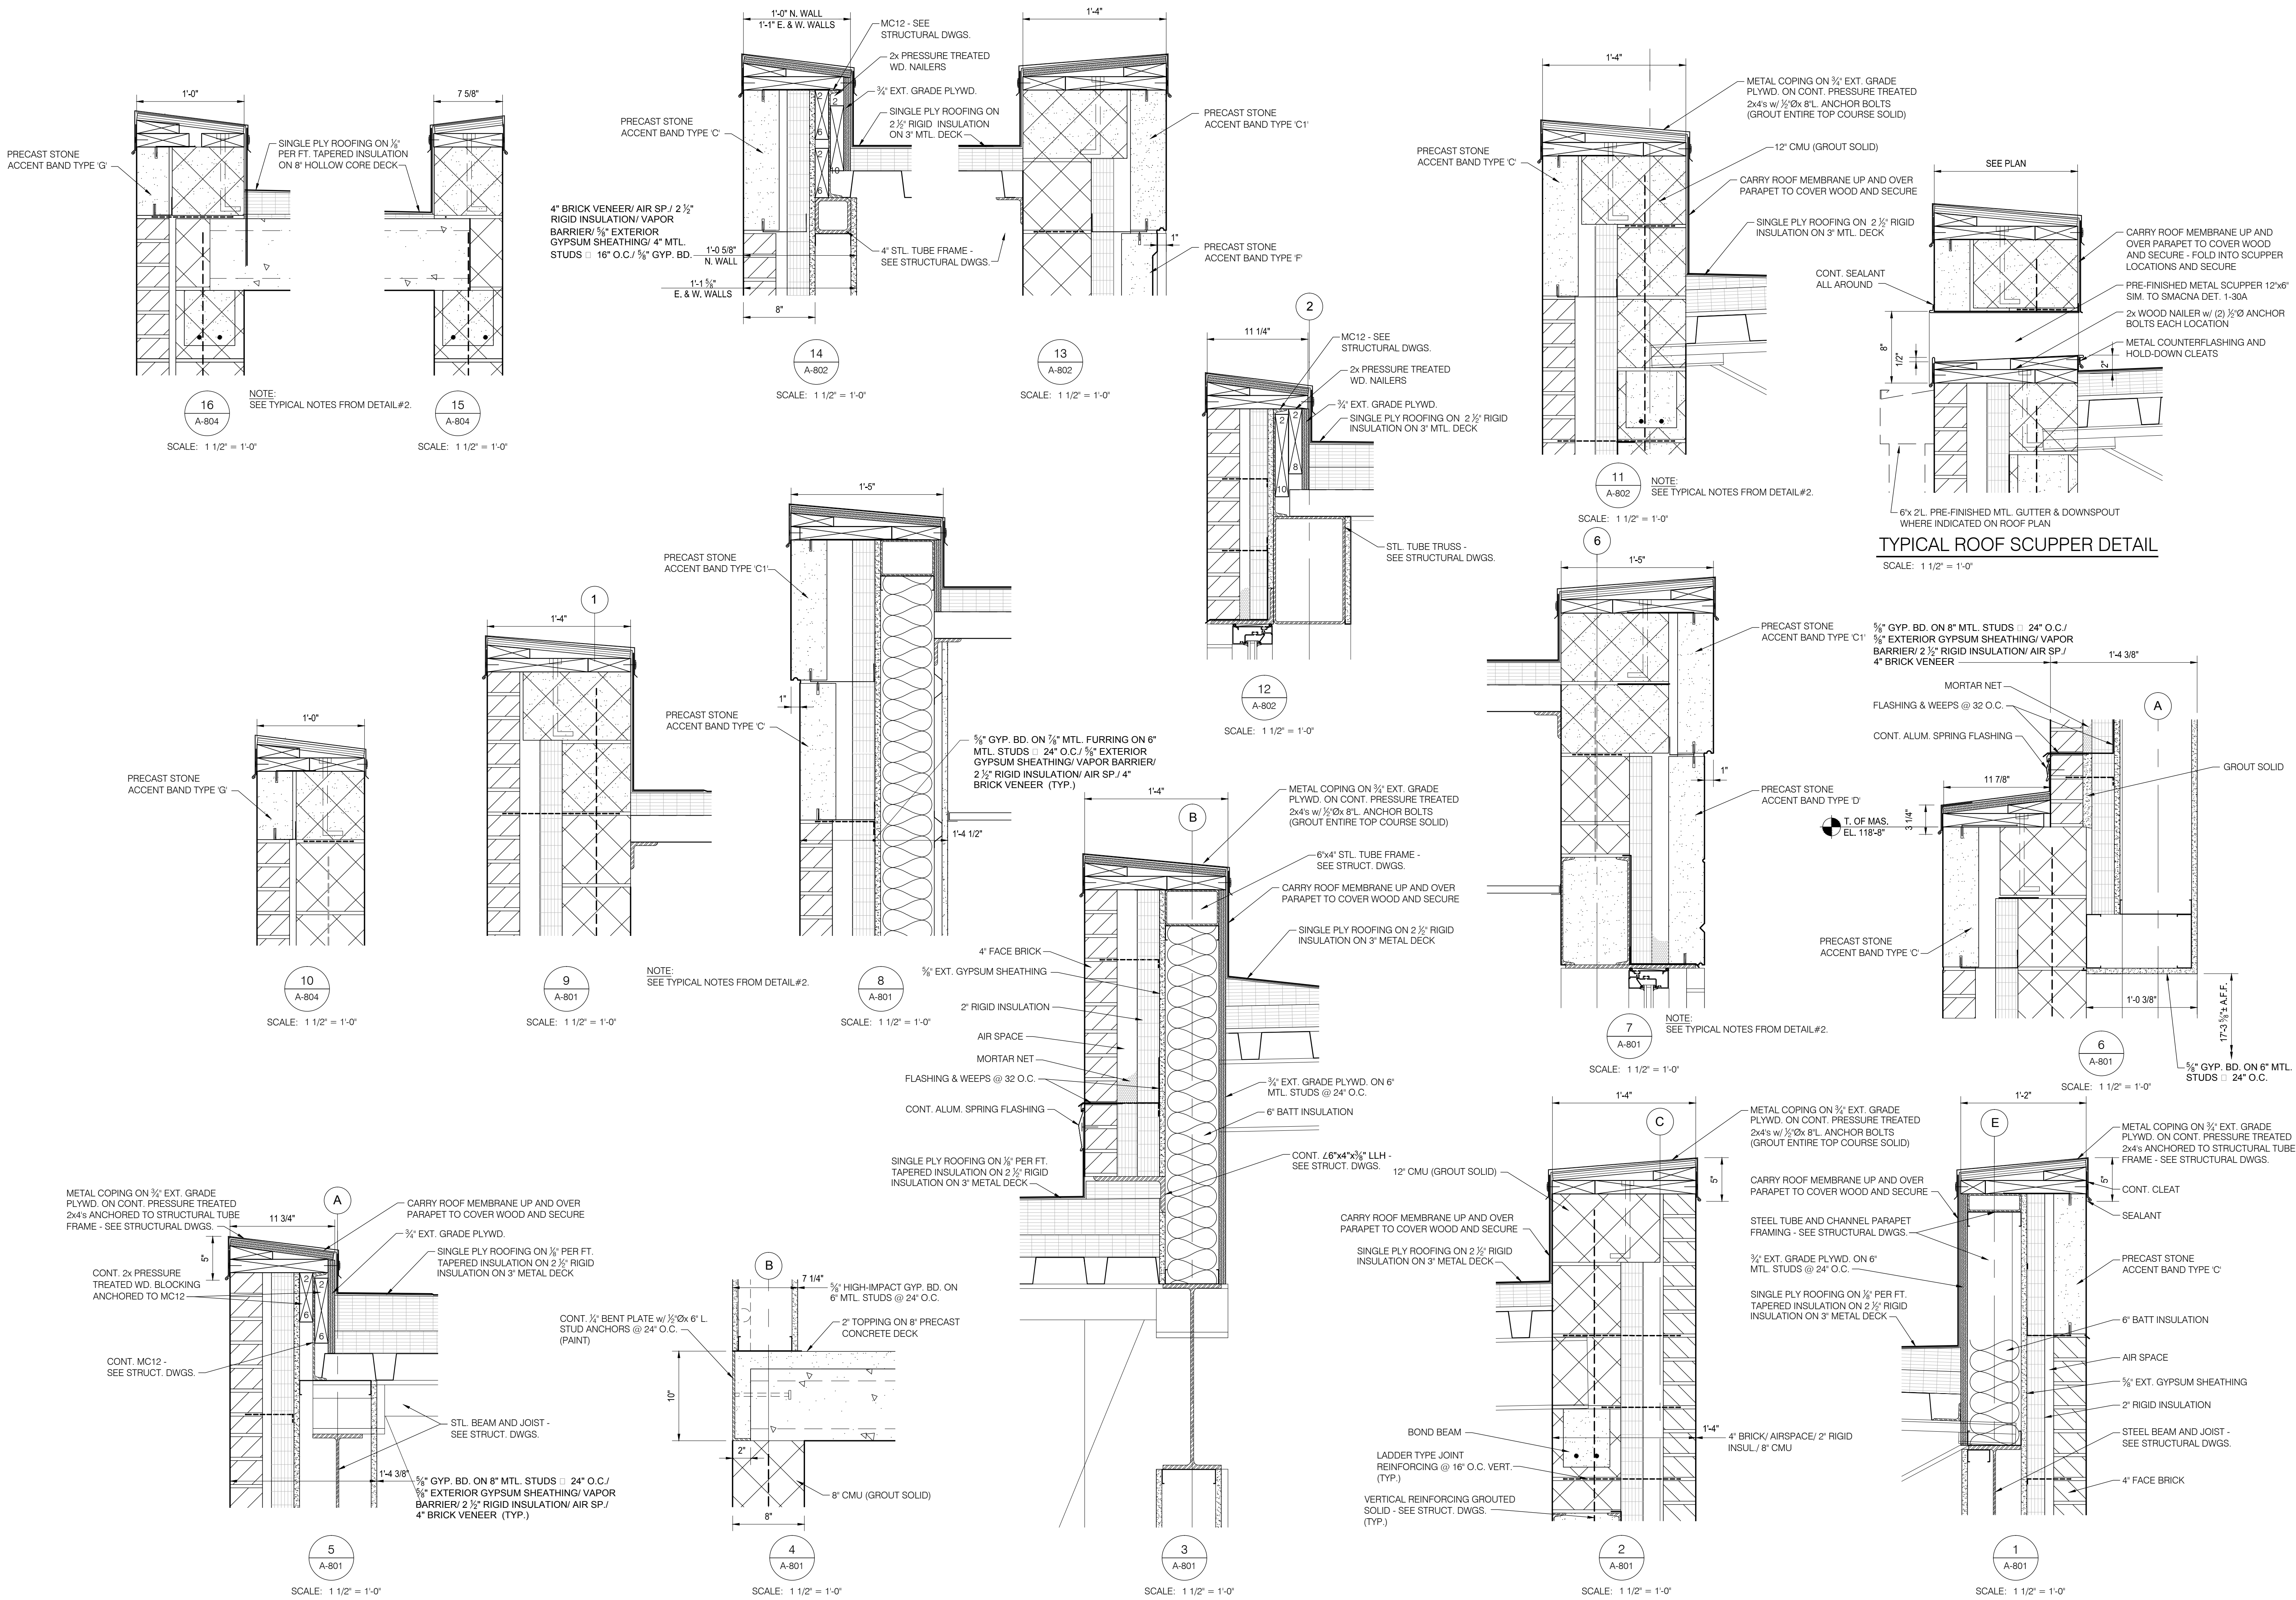 1'-0"
PRECAST STONE
ACCENT BAND TYPE 'G'
SINGLE PLY ROOFING ON ⅛"
PER FT. TAPERED INSULATION
ON 8" HOLLOW CORE DECK
7 5/8"
16
A-804
SCALE: 1 1/2" = 1'-0"
NOTE:
SEE TYPICAL NOTES FROM DETAIL#2.
15
A-804
SCALE: 1 1/2" = 1'-0"
1'-0" N. WALL
1'-1" E. & W. WALLS
MC12 - SEE
STRUCTURAL DWGS.
2x PRESSURE TREATED
WD. NAILERS
¾" EXT. GRADE PLYWD.
SINGLE PLY ROOFING ON
2 ½" RIGID INSULATION
ON 3" MTL. DECK
PRECAST STONE
ACCENT BAND TYPE 'C'
2
2
6
2
10
6
4" BRICK VENEER/ AIR SP./ 2 ½"
RIGID INSULATION/ VAPOR
BARRIER/ ⅝" EXTERIOR
GYPSUM SHEATHING/ 4" MTL.
STUDS □ 16" O.C./ ⅝" GYP. BD.
1'-0 5/8"
N. WALL
1'-1 ⅝"
E. & W. WALLS
8"
4" STL. TUBE FRAME -
SEE STRUCTURAL DWGS.
14
A-802
SCALE: 1 1/2" = 1'-0"
1'-4"
PRECAST STONE
ACCENT BAND TYPE 'C1'
1"
PRECAST STONE
ACCENT BAND TYPE 'F'
13
A-802
SCALE: 1 1/2" = 1'-0"
2
11 1/4"
MC12 - SEE
STRUCTURAL DWGS.
2x PRESSURE TREATED
WD. NAILERS
¾" EXT. GRADE PLYWD.
SINGLE PLY ROOFING ON 2 ½" RIGID
INSULATION ON 3" MTL. DECK
2
2
8
10
STL. TUBE TRUSS -
SEE STRUCTURAL DWGS.
12
A-802
SCALE: 1 1/2" = 1'-0"
1'-4"
METAL COPING ON ¾" EXT. GRADE
PLYWD. ON CONT. PRESSURE TREATED
2x4's w/ ½"Øx 8"L. ANCHOR BOLTS
(GROUT ENTIRE TOP COURSE SOLID)
PRECAST STONE
ACCENT BAND TYPE 'C'
12" CMU (GROUT SOLID)
CARRY ROOF MEMBRANE UP AND OVER
PARAPET TO COVER WOOD AND SECURE
SINGLE PLY ROOFING ON 2 ½" RIGID
INSULATION ON 3" MTL. DECK
11
A-802
NOTE:
SEE TYPICAL NOTES FROM DETAIL#2.
SCALE: 1 1/2" = 1'-0"
SEE PLAN
CARRY ROOF MEMBRANE UP AND
OVER PARAPET TO COVER WOOD
AND SECURE - FOLD INTO SCUPPER
LOCATIONS AND SECURE
CONT. SEALANT
ALL AROUND
PRE-FINISHED METAL SCUPPER 12"x6"
SIM. TO SMACNA DET. 1-30A
2x WOOD NAILER w/ (2) ½"Ø ANCHOR
BOLTS EACH LOCATION
METAL COUNTERFLASHING AND
HOLD-DOWN CLEATS
8"
1/2"
2"
6"x 2'L. PRE-FINISHED MTL. GUTTER & DOWNSPOUT
WHERE INDICATED ON ROOF PLAN
TYPICAL ROOF SCUPPER DETAIL
SCALE: 1 1/2" = 1'-0"
1'-0"
PRECAST STONE
ACCENT BAND TYPE 'G'
10
A-804
SCALE: 1 1/2" = 1'-0"
1
1'-4"
9
A-801
SCALE: 1 1/2" = 1'-0"
NOTE:
SEE TYPICAL NOTES FROM DETAIL#2.
1'-5"
PRECAST STONE
ACCENT BAND TYPE 'C1'
1"
PRECAST STONE
ACCENT BAND TYPE 'C'
⅝" GYP. BD. ON ⅞" MTL. FURRING ON 6"
MTL. STUDS □ 24" O.C./ ⅝" EXTERIOR
GYPSUM SHEATHING/ VAPOR BARRIER/
2 ½" RIGID INSULATION/ AIR SP./ 4"
BRICK VENEER (TYP.)
1'-4 1/2"
8
A-801
SCALE: 1 1/2" = 1'-0"
6
1'-5"
PRECAST STONE
ACCENT BAND TYPE 'C1'
1"
PRECAST STONE
ACCENT BAND TYPE 'D'
7
A-801
NOTE:
SEE TYPICAL NOTES FROM DETAIL#2.
SCALE: 1 1/2" = 1'-0"
⅝" GYP. BD. ON 8" MTL. STUDS □ 24" O.C./
⅝" EXTERIOR GYPSUM SHEATHING/ VAPOR
BARRIER/ 2 ½" RIGID INSULATION/ AIR SP./
4" BRICK VENEER
1'-4 3/8"
MORTAR NET
FLASHING & WEEPS @ 32 O.C.
A
CONT. ALUM. SPRING FLASHING
GROUT SOLID
11 7/8"
3 1/4"
T. OF MAS.
EL. 118'-8"
PRECAST STONE
ACCENT BAND TYPE 'C'
1'-0 3/8"
17'-3 ⅝"± A.F.F.
6
A-801
⅝" GYP. BD. ON 6" MTL.
STUDS □ 24" O.C.
SCALE: 1 1/2" = 1'-0"
METAL COPING ON ¾" EXT. GRADE
PLYWD. ON CONT. PRESSURE TREATED
2x4's ANCHORED TO STRUCTURAL TUBE
FRAME - SEE STRUCTURAL DWGS.
A
11 3/4"
CARRY ROOF MEMBRANE UP AND OVER
PARAPET TO COVER WOOD AND SECURE
¾" EXT. GRADE PLYWD.
SINGLE PLY ROOFING ON ⅛" PER FT.
TAPERED INSULATION ON 2 ½" RIGID
INSULATION ON 3" METAL DECK
5"
CONT. 2x PRESSURE
TREATED WD. BLOCKING
ANCHORED TO MC12
2
2
6
6
CONT. MC12 -
SEE STRUCT. DWGS.
STL. BEAM AND JOIST -
SEE STRUCT. DWGS.
1'-4 3/8"
⅝" GYP. BD. ON 8" MTL. STUDS □ 24" O.C./
⅝" EXTERIOR GYPSUM SHEATHING/ VAPOR
BARRIER/ 2 ½" RIGID INSULATION/ AIR SP./
4" BRICK VENEER (TYP.)
5
A-801
SCALE: 1 1/2" = 1'-0"
B
7 1/4"
⅝" HIGH-IMPACT GYP. BD. ON
6" MTL. STUDS @ 24" O.C.
CONT. ¼" BENT PLATE w/ ½"Øx 6" L.
STUD ANCHORS @ 24" O.C.
(PAINT)
2" TOPPING ON 8" PRECAST
CONCRETE DECK
10"
2"
8" CMU (GROUT SOLID)
8"
4
A-801
SCALE: 1 1/2" = 1'-0"
1'-4"
B
METAL COPING ON ¾" EXT. GRADE
PLYWD. ON CONT. PRESSURE TREATED
2x4's w/ ½"Øx 8"L. ANCHOR BOLTS
(GROUT ENTIRE TOP COURSE SOLID)
6"x4" STL. TUBE FRAME -
SEE STRUCT. DWGS.
CARRY ROOF MEMBRANE UP AND OVER
PARAPET TO COVER WOOD AND SECURE
SINGLE PLY ROOFING ON 2 ½" RIGID
INSULATION ON 3" METAL DECK
4" FACE BRICK
⅝" EXT. GYPSUM SHEATHING
2" RIGID INSULATION
AIR SPACE
MORTAR NET
FLASHING & WEEPS @ 32 O.C.
CONT. ALUM. SPRING FLASHING
¾" EXT. GRADE PLYWD. ON 6"
MTL. STUDS @ 24" O.C.
6" BATT INSULATION
SINGLE PLY ROOFING ON ⅛" PER FT.
TAPERED INSULATION ON 2 ½" RIGID
INSULATION ON 3" METAL DECK
CONT. ∠6"x4"x⅜" LLH -
SEE STRUCT. DWGS.
3
A-801
SCALE: 1 1/2" = 1'-0"
1'-4"
C
METAL COPING ON ¾" EXT. GRADE
PLYWD. ON CONT. PRESSURE TREATED
2x4's w/ ½"Øx 8"L. ANCHOR BOLTS
(GROUT ENTIRE TOP COURSE SOLID)
12" CMU (GROUT SOLID)
5"
CARRY ROOF MEMBRANE UP AND OVER
PARAPET TO COVER WOOD AND SECURE
SINGLE PLY ROOFING ON 2 ½" RIGID
INSULATION ON 3" METAL DECK
BOND BEAM
LADDER TYPE JOINT
REINFORCING @ 16" O.C. VERT.
(TYP.)
VERTICAL REINFORCING GROUTED
SOLID - SEE STRUCT. DWGS.
(TYP.)
1'-4"
4" BRICK/ AIRSPACE/ 2" RIGID
INSUL./ 8" CMU
2
A-801
SCALE: 1 1/2" = 1'-0"
1'-2"
E
METAL COPING ON ¾" EXT. GRADE
PLYWD. ON CONT. PRESSURE TREATED
2x4's ANCHORED TO STRUCTURAL TUBE
FRAME - SEE STRUCTURAL DWGS.
5"
CONT. CLEAT
SEALANT
CARRY ROOF MEMBRANE UP AND OVER
PARAPET TO COVER WOOD AND SECURE
STEEL TUBE AND CHANNEL PARAPET
FRAMING - SEE STRUCTURAL DWGS.
¾" EXT. GRADE PLYWD. ON 6"
MTL. STUDS @ 24" O.C.
SINGLE PLY ROOFING ON ⅛" PER FT.
TAPERED INSULATION ON 2 ½" RIGID
INSULATION ON 3" METAL DECK
PRECAST STONE
ACCENT BAND TYPE 'C'
6" BATT INSULATION
AIR SPACE
⅝" EXT. GYPSUM SHEATHING
2" RIGID INSULATION
STEEL BEAM AND JOIST -
SEE STRUCTURAL DWGS.
4" FACE BRICK
1
A-801
SCALE: 1 1/2" = 1'-0"